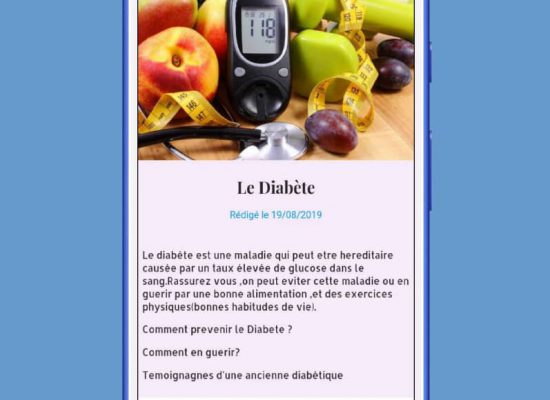 118
Le Diabète
Rédigé le 19/08/2019
Le diabète est une maladie qui peut etre hereditaire
causée par un taux élevée de glucose dans le
sang.Rassurez vous ,on peut eviter cette maladie ou en
guerir par une bonne alimentation ,et des exercices
physiques(bonnes habitudes de vie).
Comment prevenir le Diabete ?
Comment en guerir?
Temoignagnes d'une ancienne diabétique